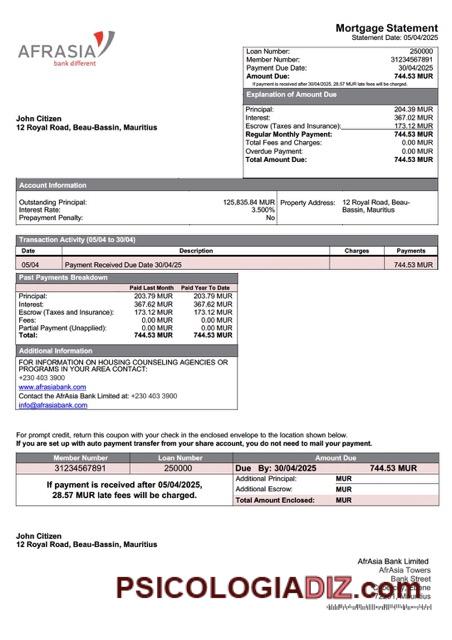 AFRASIA
bank different
Mortgage Statement
Statement Date: 05/04/2025
Loan Number: 250000
Member Number: 31234567891
Payment Due Date: 30/04/2025
Amount Due: 744.53 MUR
If payment is received after 30/04/2025, 28.57 MUR late fees will be charged.
Explanation of Amount Due
Principal: 204.39 MUR
Interest: 367.02 MUR
Escrow (Taxes and Insurance): 173.12 MUR
Regular Monthly Payment: 744.53 MUR
Total Fees and Charges: 0.00 MUR
Overdue Payment: 0.00 MUR
Total Amount Due: 744.53 MUR
John Citizen
12 Royal Road, Beau-Bassin, Mauritius
Account Information
Outstanding Principal: 125,835.84 MUR
Interest Rate: 3.500%
Prepayment Penalty: No
Property Address: 12 Royal Road, Beau-
Bassin, Mauritius
Transaction Activity (05/04 to 30/04)
Date Description Charges Payments
05/04 Payment Received Due Date 30/04/25 744.53 MUR
Past Payments Breakdown
Paid Last Month Paid Year To Date
Principal: 203.79 MUR 203.79 MUR
Interest: 367.62 MUR 367.62 MUR
Escrow (Taxes and Insurance): 173.12 MUR 173.12 MUR
Fees: 0.00 MUR 0.00 MUR
Partial Payment (Unapplied): 0.00 MUR 0.00 MUR
Total: 744.53 MUR 744.53 MUR
Additional Information
FOR INFORMATION ON HOUSING COUNSELING AGENCIES OR
PROGRAMS IN YOUR AREA CONTACT:
+230 403 3900
www.afrasiabank.com
Contact the AfrAsia Bank Limited at: +230 403 3900
info@afrasiabank.com
For prompt credit, return this coupon with your check in the enclosed envelope to the location shown below.
If you are set up with auto payment transfer from your share account, you do not need to mail your payment.
Member Number Loan Number Amount Due
31234567891 250000 Due By: 30/04/2025 744.53 MUR
If payment is received after 05/04/2025,
28.57 MUR late fees will be charged.
Additional Principal: MUR
Additional Escrow: MUR
Total Amount Enclosed: MUR
John Citizen
12 Royal Road, Beau-Bassin, Mauritius
AfrAsia Bank Limited
AfrAsia Towers
Bank Street
Mauritius
PSICOLOGIADIZ.com